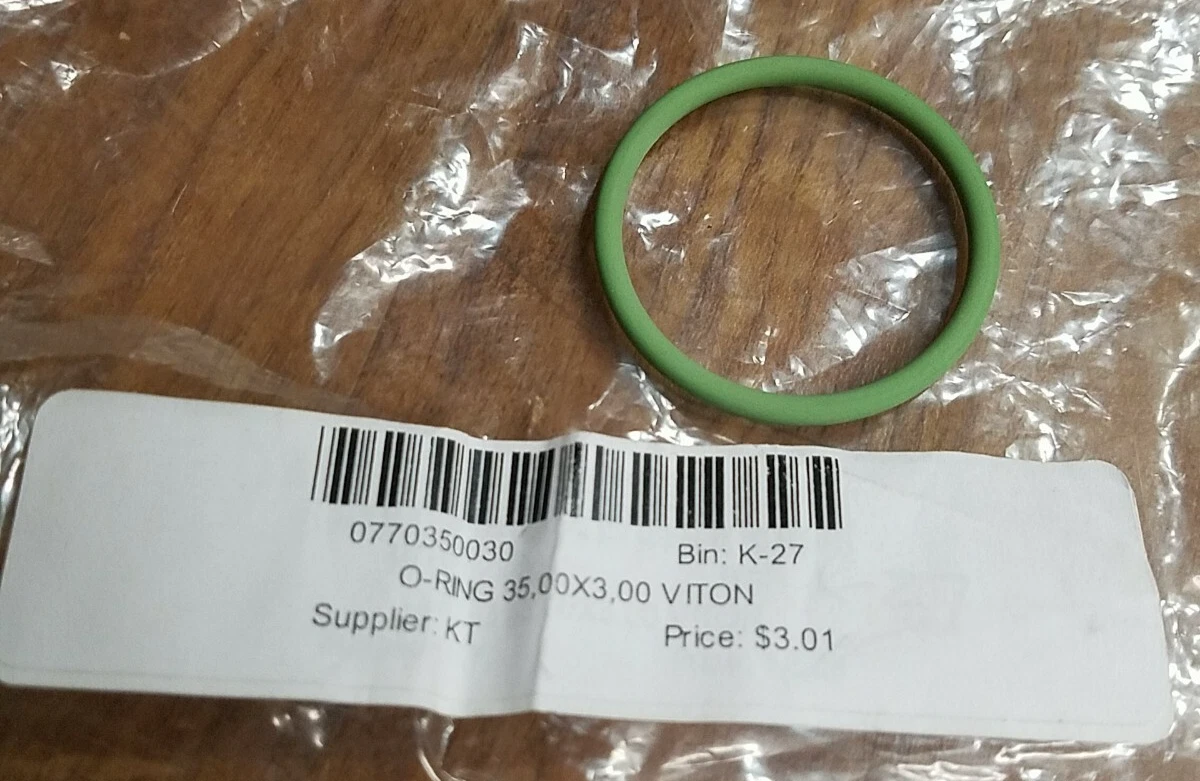 0770350030 Bin: K-27
O-RING 35,00X3,00 VITON
Supplier: KT Price: $3.01